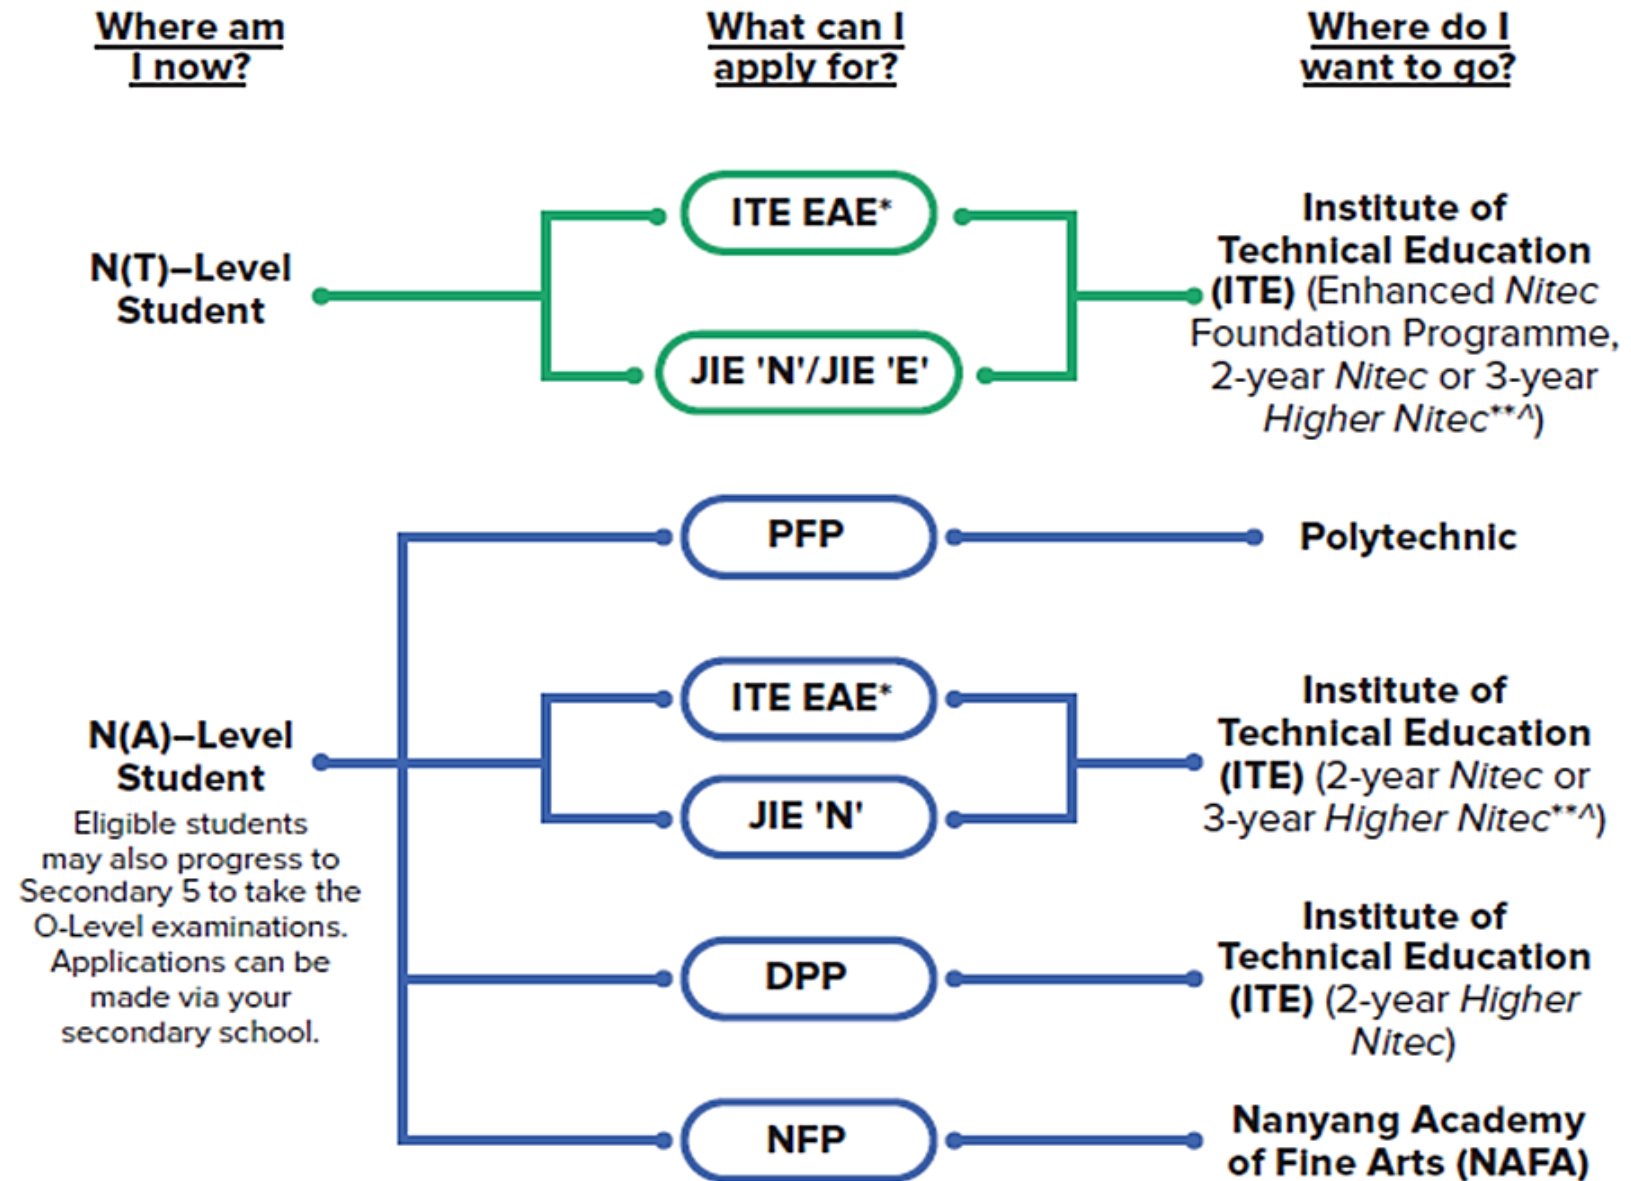 Where am
I now?
What can I
apply for?
Where do I
want to go?
N(T)–Level
Student
ITE EAE*
JIE 'N'/JIE 'E'
Institute of
Technical Education
(ITE) (Enhanced Nitec
Foundation Programme,
2-year Nitec or 3-year
Higher Nitec**^)
N(A)–Level
Student
Eligible students
may also progress to
Secondary 5 to take the
O-Level examinations.
Applications can be
made via your
secondary school.
PFP
Polytechnic
ITE EAE*
JIE 'N'
Institute of
Technical Education
(ITE) (2-year Nitec or
3-year Higher Nitec**^)
DPP
Institute of
Technical Education
(ITE) (2-year Higher
Nitec)
NFP
Nanyang Academy
of Fine Arts (NAFA)